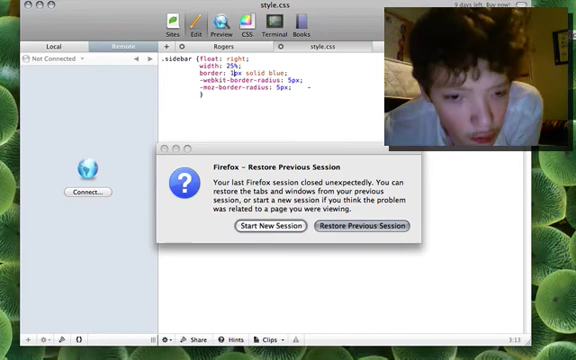 style.css
9 days left. Buy now!
Sites
Edit
Preview
CSS
Terminal
Books
Local
Remote
Rogers
style.css
Not Connected
.sidebar {float: right;
width: 25%;
border: 1px solid blue;
-webkit-border-radius: 5px;
-moz-border-radius: 5px;
}
Connect...
Firefox - Restore Previous Session
Your last Firefox session closed unexpectedly. You can
restore the tabs and windows from your previous
session, or start a new session if you think the problem
was related to a page you were viewing.
Start New Session
Restore Previous Session
Share
Hints
Clips
3:13